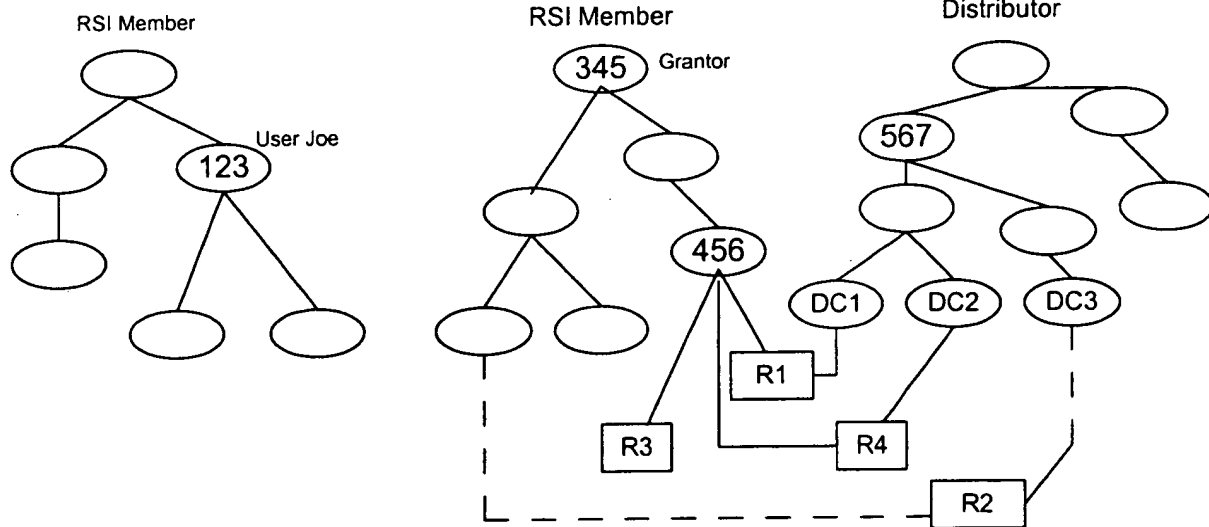 RSI Member
RSI Member
Distributor
345
Grantor
567
User Joe
123
456
DC1
DC2
DC3
R1
R3
R4
R2